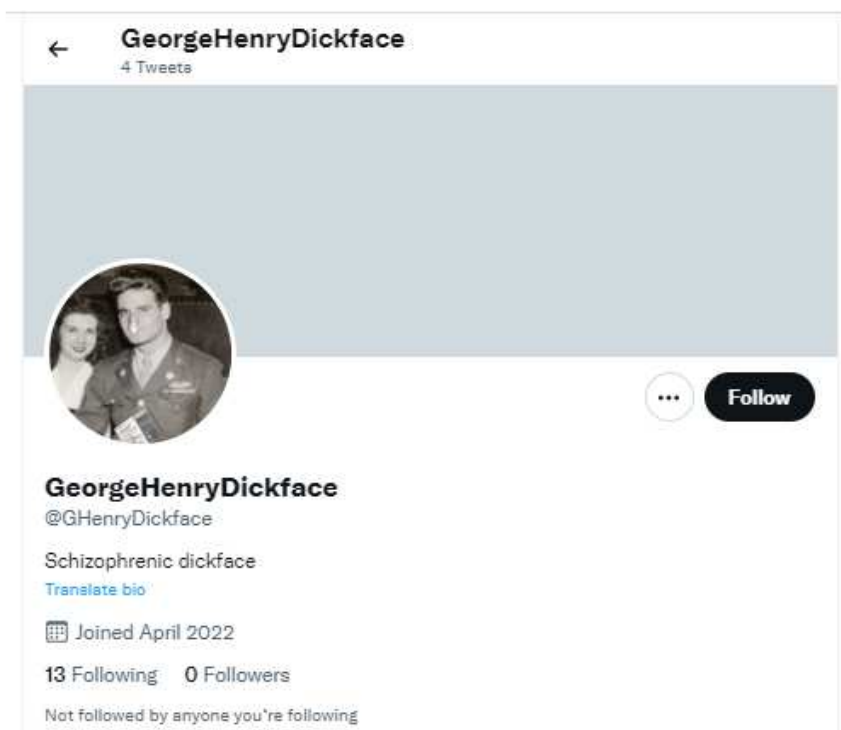 GeorgeHenryDickface
4 Tweets
Follow
GeorgeHenryDickface
@GHenryDickface
Schizophrenic dickface
Translate bio
Joined April 2022
13 Following 0 Followers
Not followed by anyone you're following